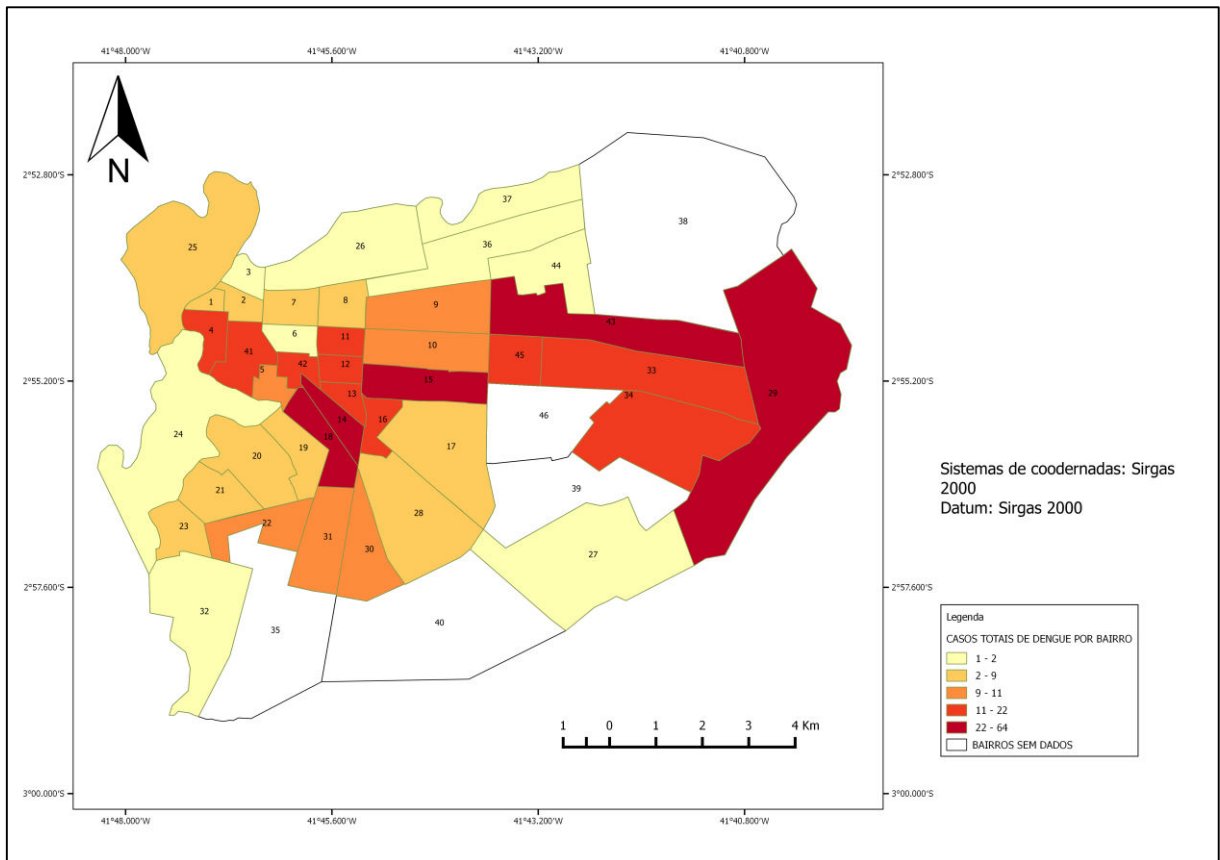 41°48.000'W 41°45.600'W 41°43.200'W 41°40.800'W
N
2°52.800'S 2°52.800'S
37
38
25
26
36
3
44
1 2 7 8
9
4
6
11
43
41
10
45
42 12
33
5
15
29
13
34
14 16
46
24
18
17
19
20
39
21
28
23 22
31
30
27
32
35
40
2°55.200'S 2°55.200'S
2°57.600'S 2°57.600'S
3°00.000'S 3°00.000'S
1 0 1 2 3 4 Km
41°48.000'W 41°45.600'W 41°43.200'W 41°40.800'W
Sistemas de coodernadas: Sirgas
2000
Datum: Sirgas 2000
Legenda
CASOS TOTAIS DE DENGUE POR BAIRRO
1 - 2
2 - 9
9 - 11
11 - 22
22 - 64
BAIRROS SEM DADOS